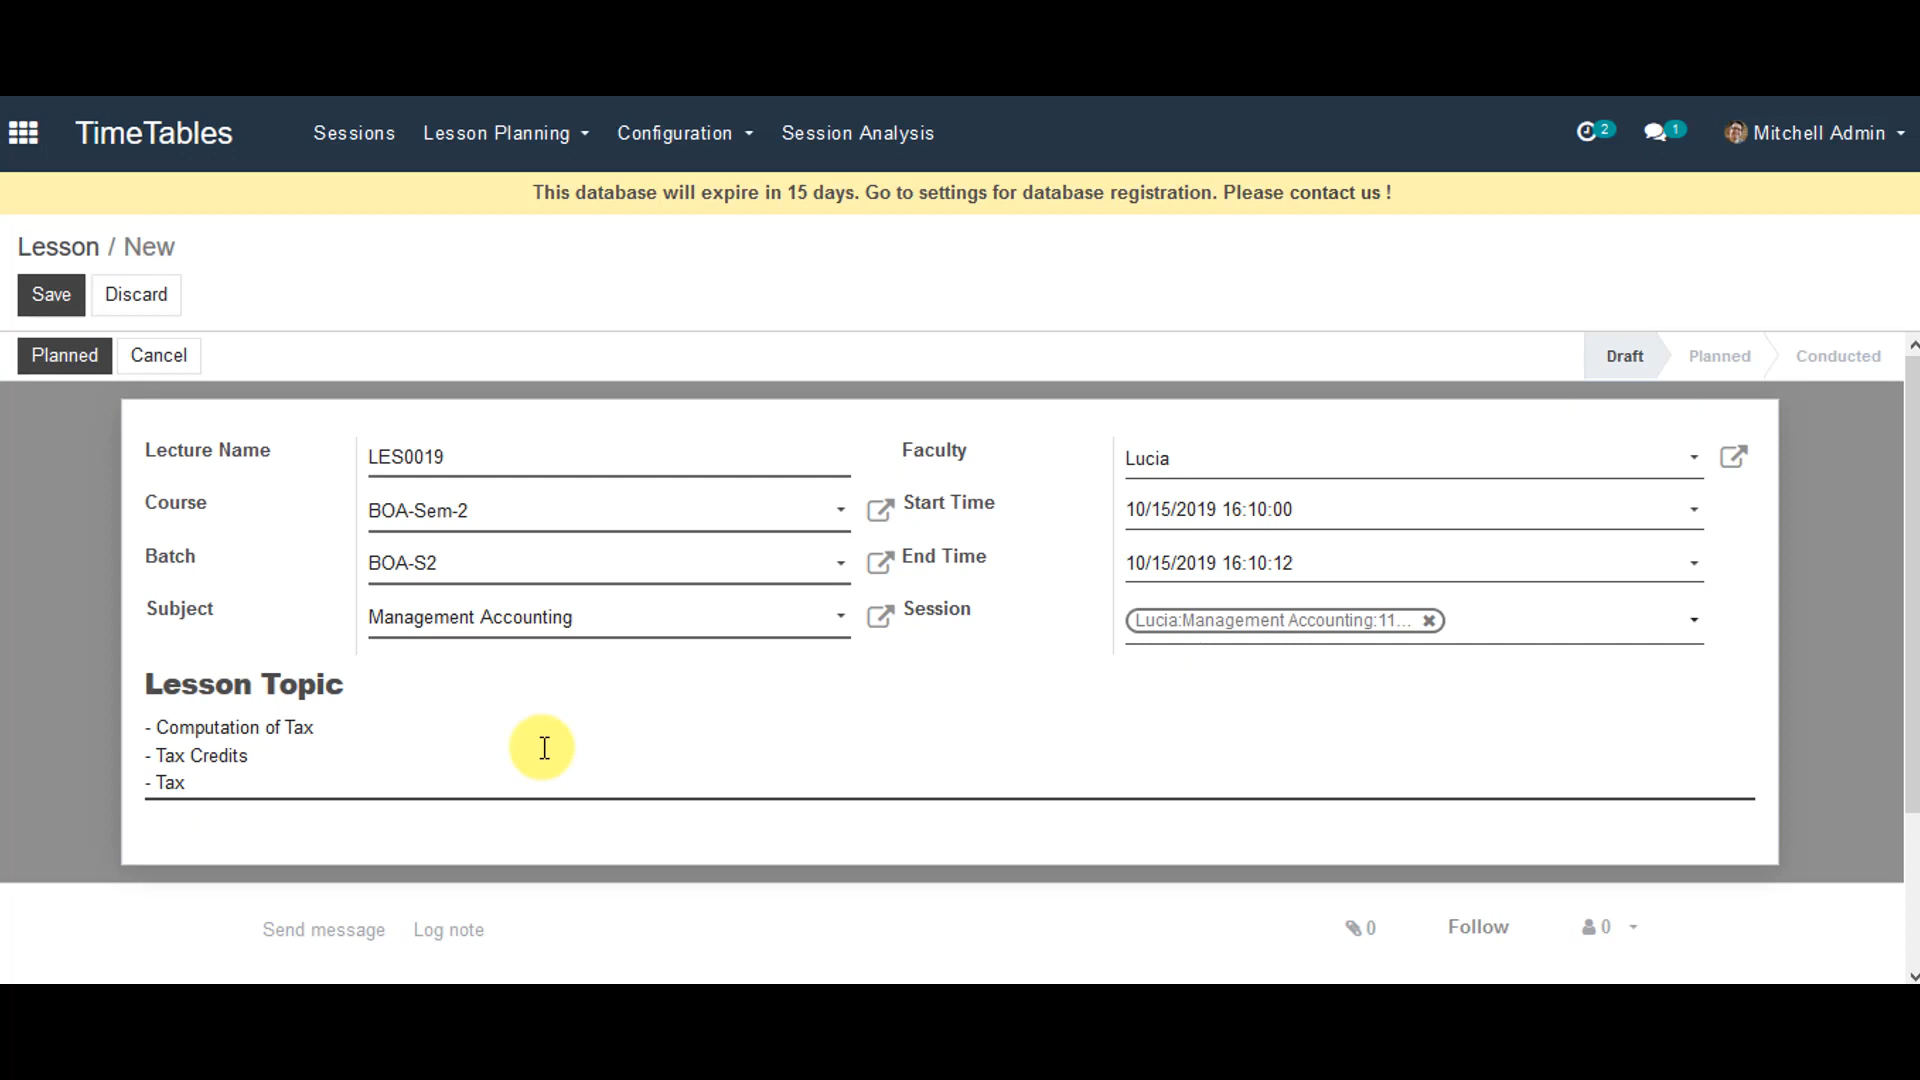 TimeTables Sessions Lesson Planning Configuration Session Analysis 2 1 Mitchell Admin
This database will expire in 15 days. Go to settings for database registration. Please contact us !
Lesson / New
Save Discard
Planned Cancel Draft Planned Conducted
Lecture Name LES0019 Faculty Lucia
Course BOA-Sem-2 Start Time 10/15/2019 16:10:00
Batch BOA-S2 End Time 10/15/2019 16:10:12
Subject Management Accounting Session Lucia:Management Accounting:11...
Lesson Topic
- Computation of Tax
- Tax Credits
- Tax
Send message Log note 0 Follow 0